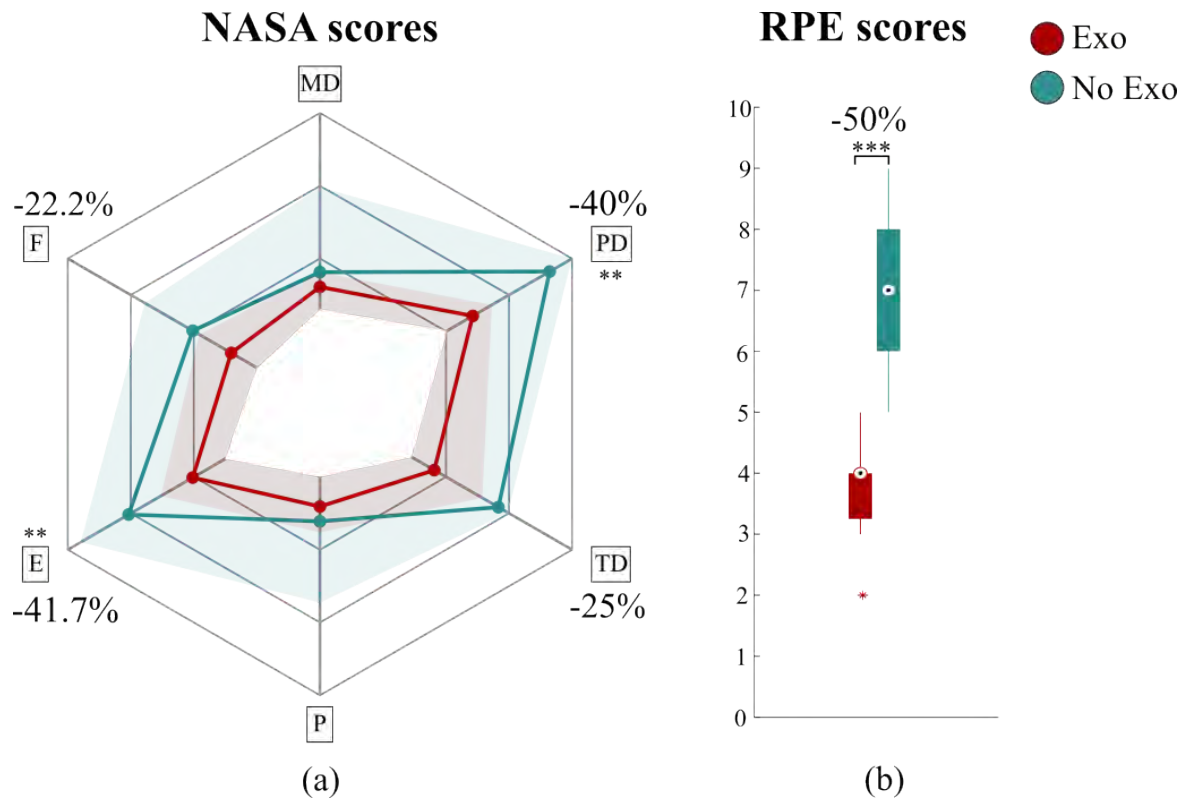 NASA scores
MD
-22.2%
F
-40%
PD
**
**
E
-41.7%
TD
-25%
P
(a)
RPE scores
Exo
No Exo
-50%
***
10
9
8
7
6
5
4
3
2
1
0
(b)